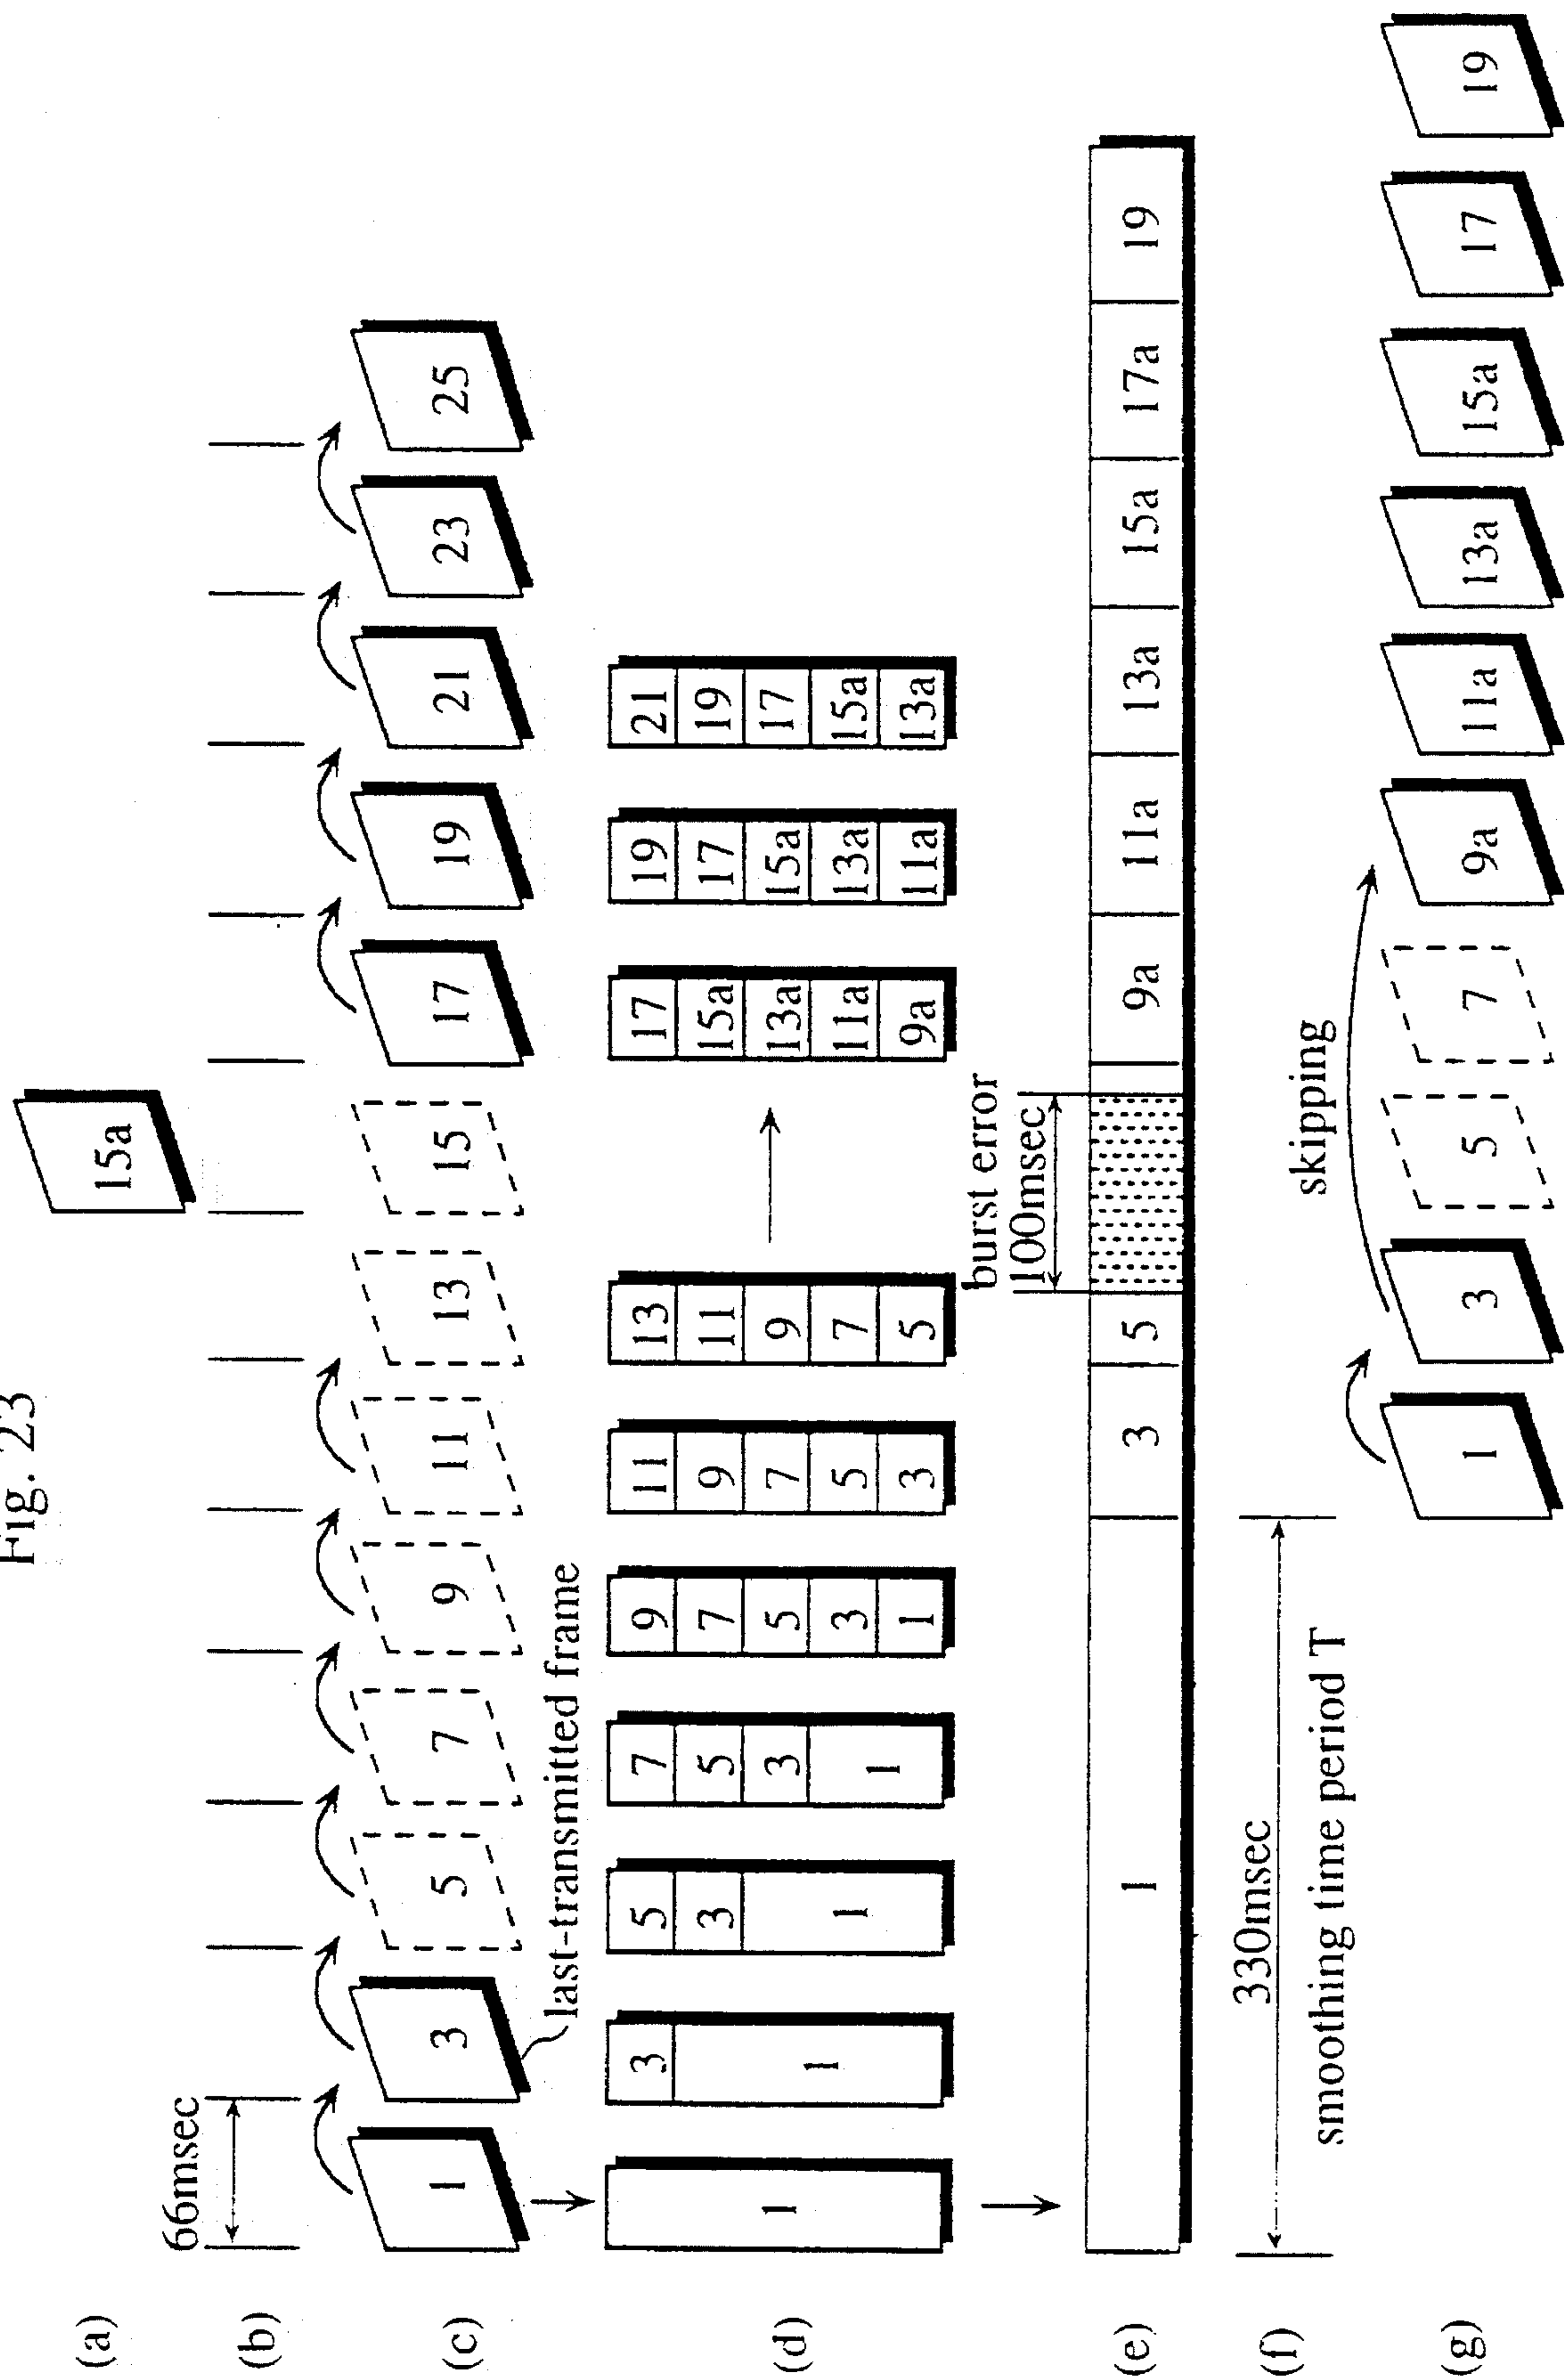 Fig. 23
(a)
15a
(b)
66msec
(c)
1
3
5
7
9
11
13
15
17
19
21
23
25
last-transmitted frame
(d)
1
3
1
5
3
1
7
5
3
1
9
7
5
3
1
11
9
7
5
3
13
11
9
7
5
17
15a
13a
11a
9a
19
17
15a
13a
11a
21
19
17
15a
13a
burst error
100msec
(e)
1
3
5
9a
11a
13a
15a
17a
19
(f)
330msec
smoothing time period T
skipping
(g)
1
3
5
7
9a
11a
13a
15a
17
19